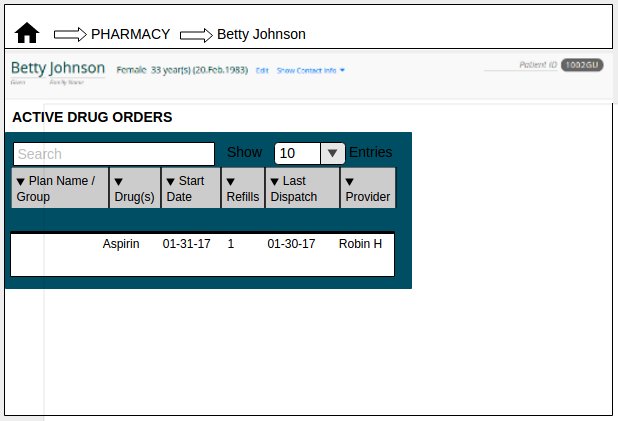 PHARMACY Betty Johnson
Betty Johnson Female 33 year(s) (20.Feb.1983) Edit Show Contact Info Patient ID 1002GU
Given Family Name
ACTIVE DRUG ORDERS
Search Show 10 Entries
Plan Name / Group Drug(s) Start Date Refills Last Dispatch Provider
Aspirin 01-31-17 1 01-30-17 Robin H